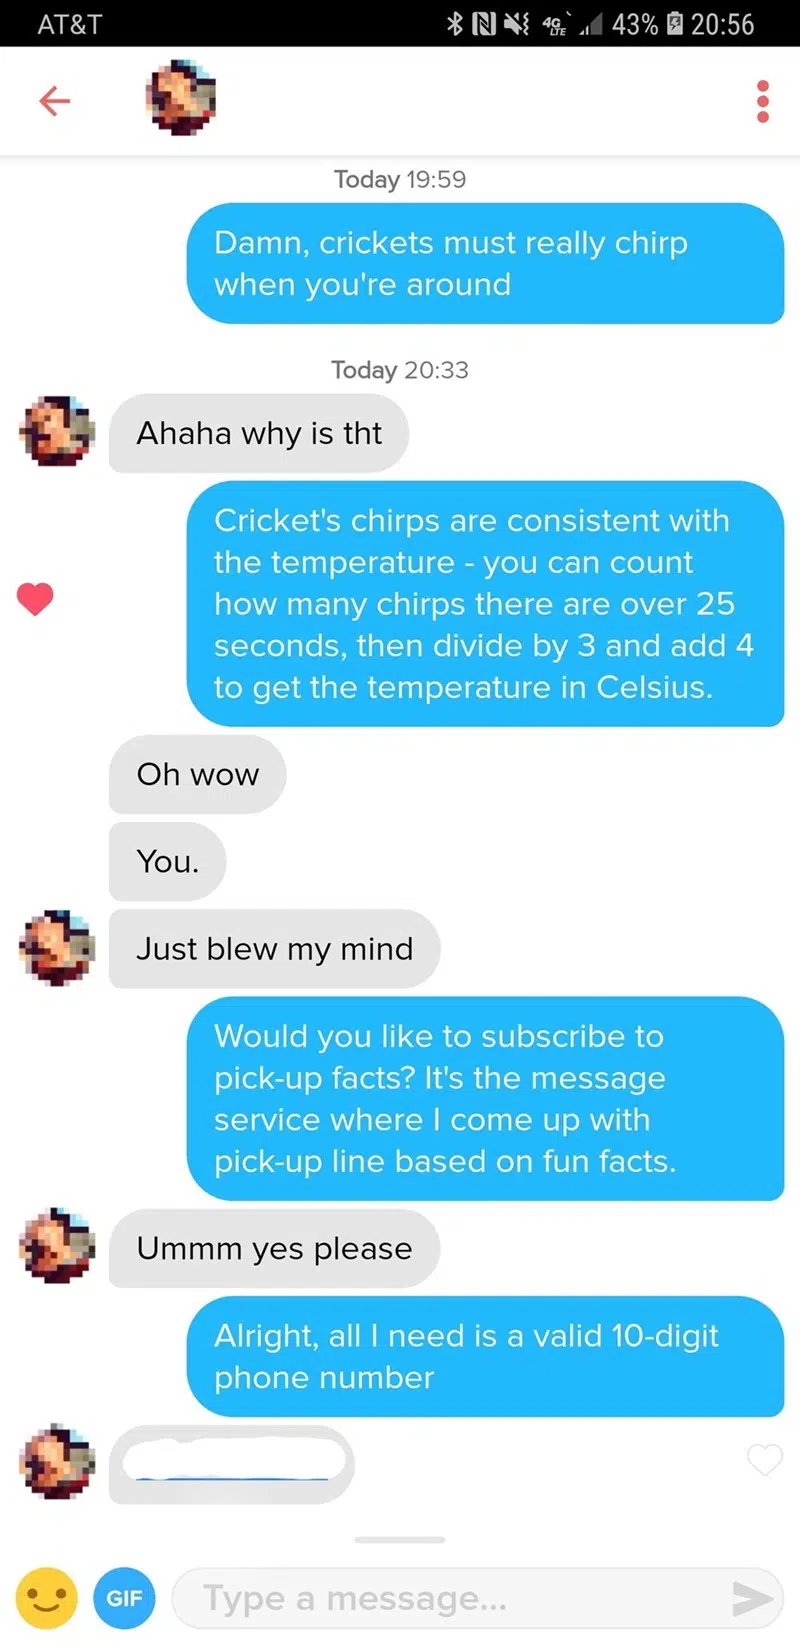 AT&T 4G LTE 43% 20:56
Today 19:59
Damn, crickets must really chirp
when you're around
Today 20:33
Ahaha why is tht
Cricket's chirps are consistent with
the temperature - you can count
how many chirps there are over 25
seconds, then divide by 3 and add 4
to get the temperature in Celsius.
Oh wow
You.
Just blew my mind
Would you like to subscribe to
pick-up facts? It's the message
service where I come up with
pick-up line based on fun facts.
Ummm yes please
Alright, all I need is a valid 10-digit
phone number
GIF Type a message...